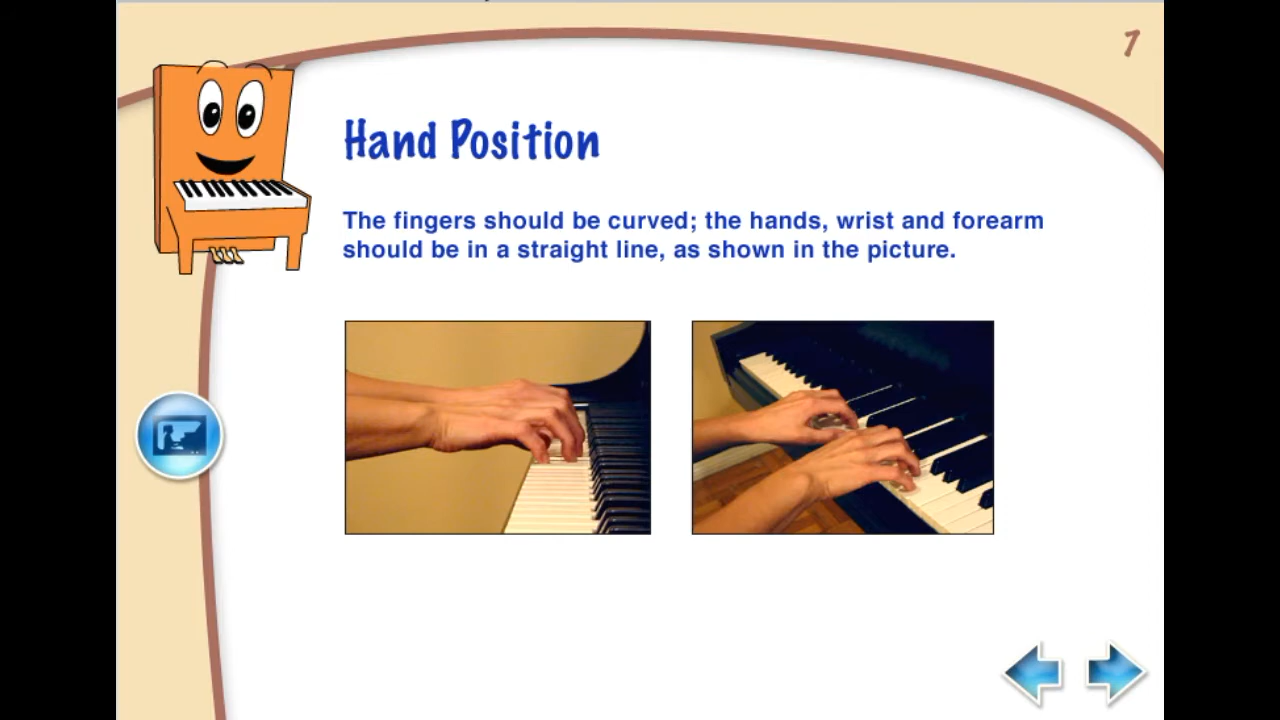 1
Hand Position
The fingers should be curved; the hands, wrist and forearm
should be in a straight line, as shown in the picture.